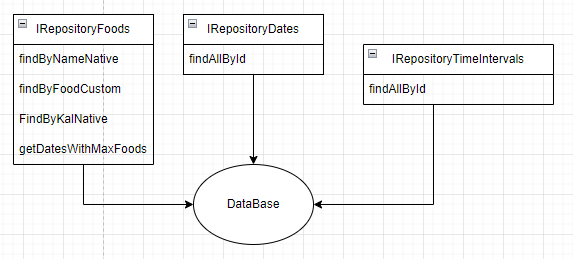 IRepositoryFoods
findByNameNative
findByFoodCustom
FindByKalNative
getDatesWithMaxFoods
IRepositoryDates
findAllById
IRepositoryTimeIntervals
findAllById
DataBase